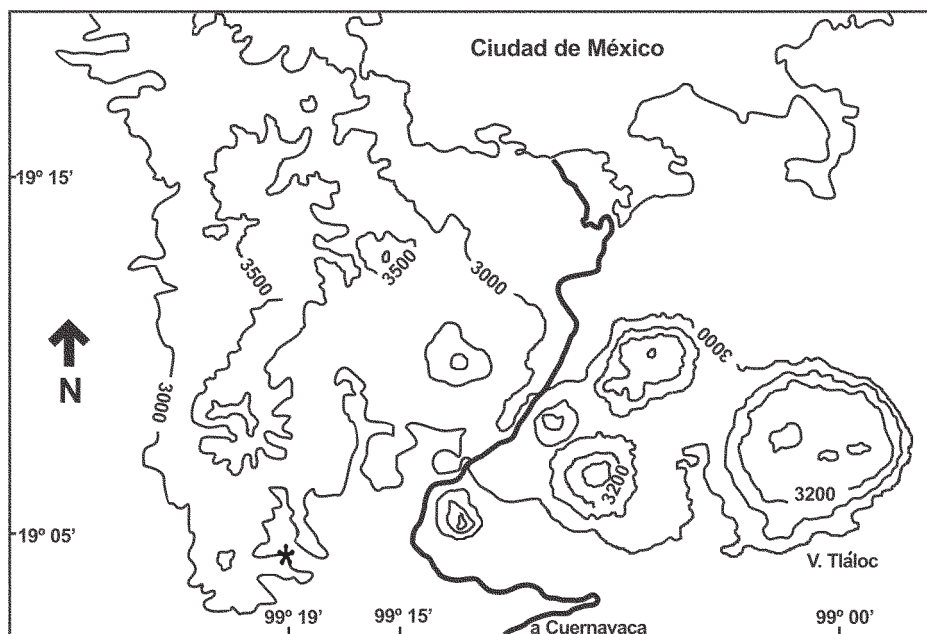 Ciudad de México
19º 15'
3500
3500
3000
3000
N
3000
3200
3200
19º 05'
*
V. Tláloc
99º 19'
99º 15'
99º 00'
a Cuernavaca